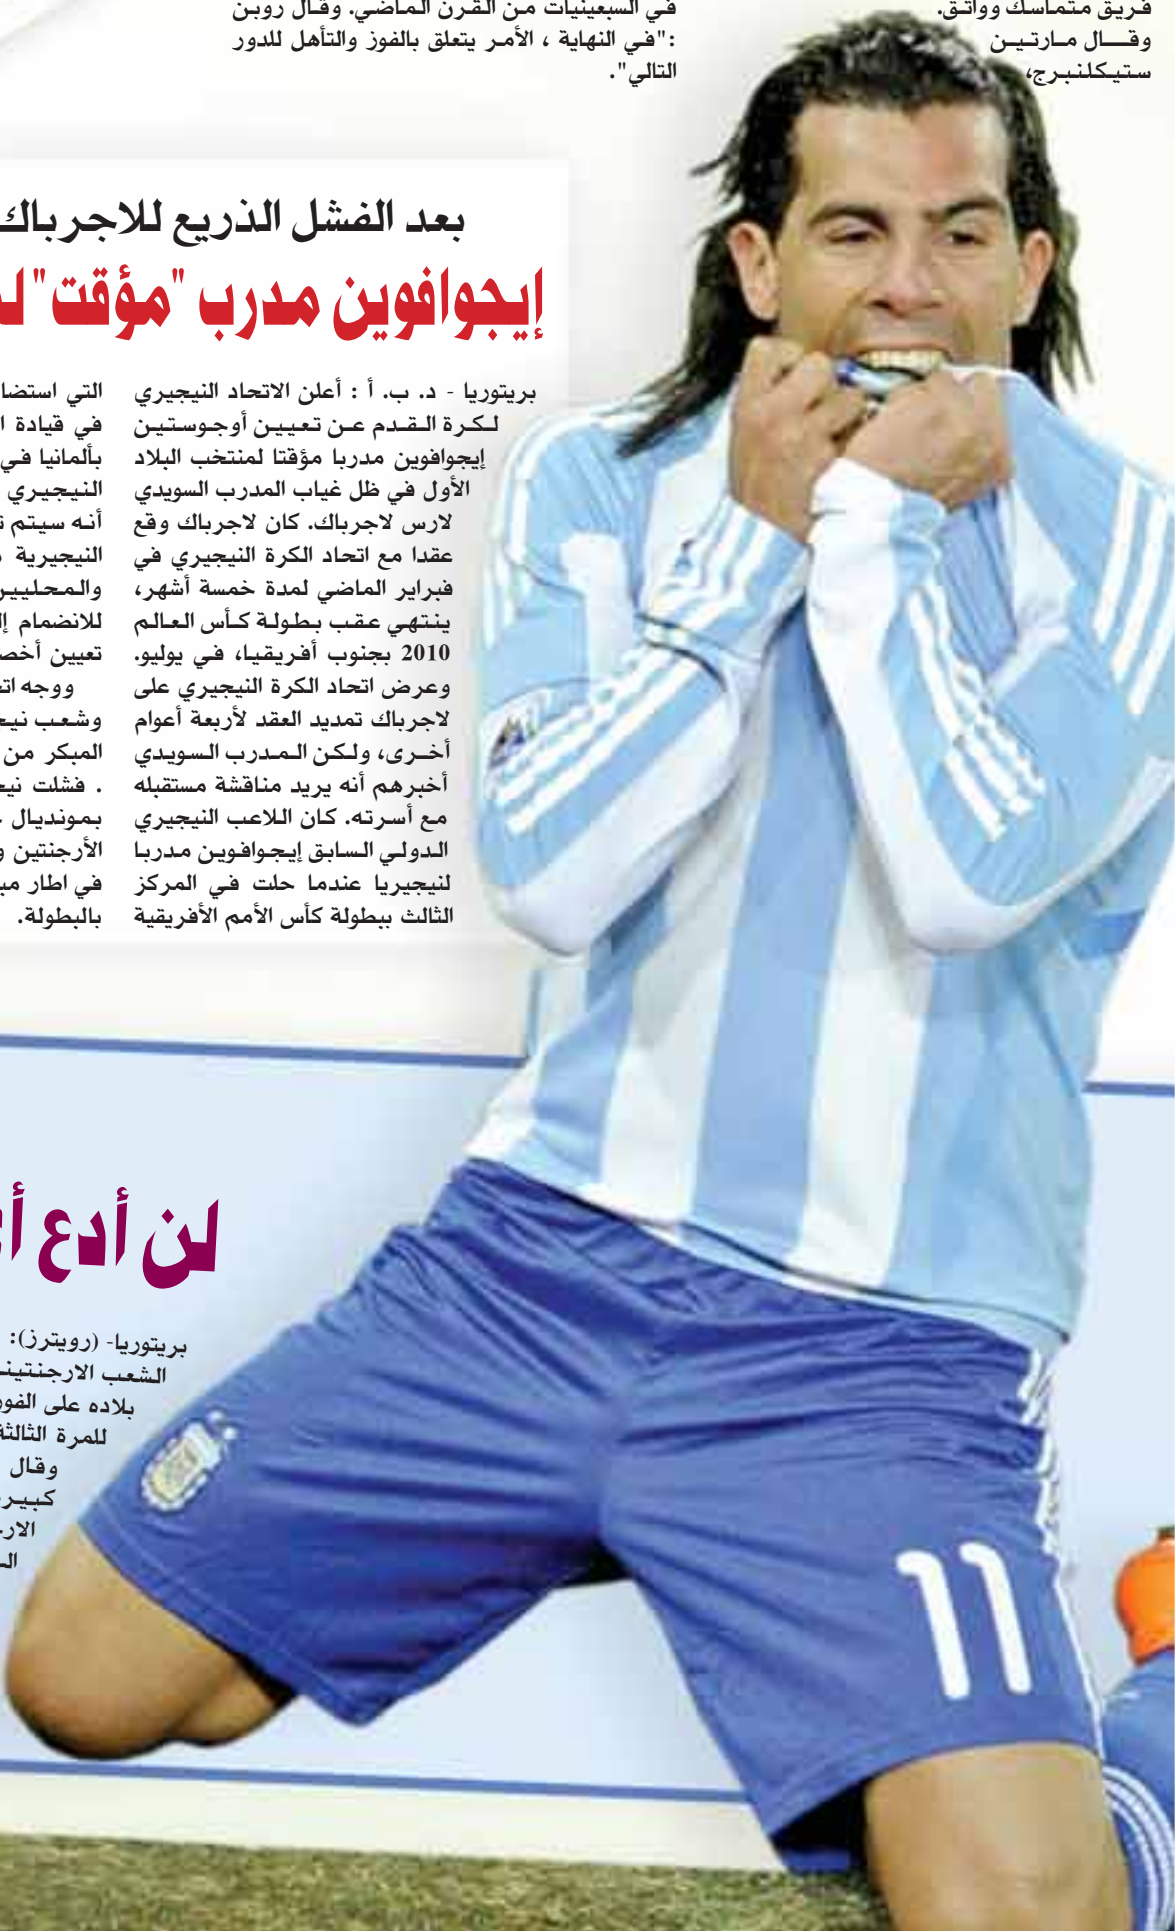 فريق متماسك وواثق.
وقـــال مــارتــيــن
ستيكلنبرج،
في السبعينيات من القرن الماضي. وقال روبن
:"في النهاية ، الأمر يتعلق بالفوز والتأهل للدور
التالي".
بعد الفشل الذريع للاجرباك
إيجوافوين مدرب "مؤقت"
بريتوريا - د. ب. أ : أعلن الاتحاد النيجيري
لكرة القدم عن تعيين أوجوستين
إيجوافوين مدربا مؤقتا لمنتخب البلاد
الأول في ظل غياب المدرب السويدي
لارس لاجرباك. كان لاجرباك وقع
عقدا مع اتحاد الكرة النيجيري في
فبراير الماضي لمدة خمسة أشهر،
ينتهي عقب بطولة كأس العالم
2010 بجنوب أفريقيا، في يوليو.
وعرض اتحاد الكرة النيجيري على
لاجرباك تمديد العقد لأربعة أعوام
أخـرى، ولكن المدرب السويدي
أخبرهم أنه يريد مناقشة مستقبله
مع أسرته. كان اللاعب النيجيري
الدولي السابق إيجوافوين مدربا
لنيجيريا عندما حلت في المركز
الثالث ببطولة كأس الأمم الأفريقية
التي
في قيادة
بألمانيا في
النيجيري
أنه سيتم
النيجيرية
للانضمام
تعيين
ووجه
وشعب
المبكر من
. فشلت
بمونديال
الأرجنتين
في اطار
بالبطولة.
لن أدع
بريتوريا- (رويترز):
الشعب
بلاده على
للمرة
وقال
11